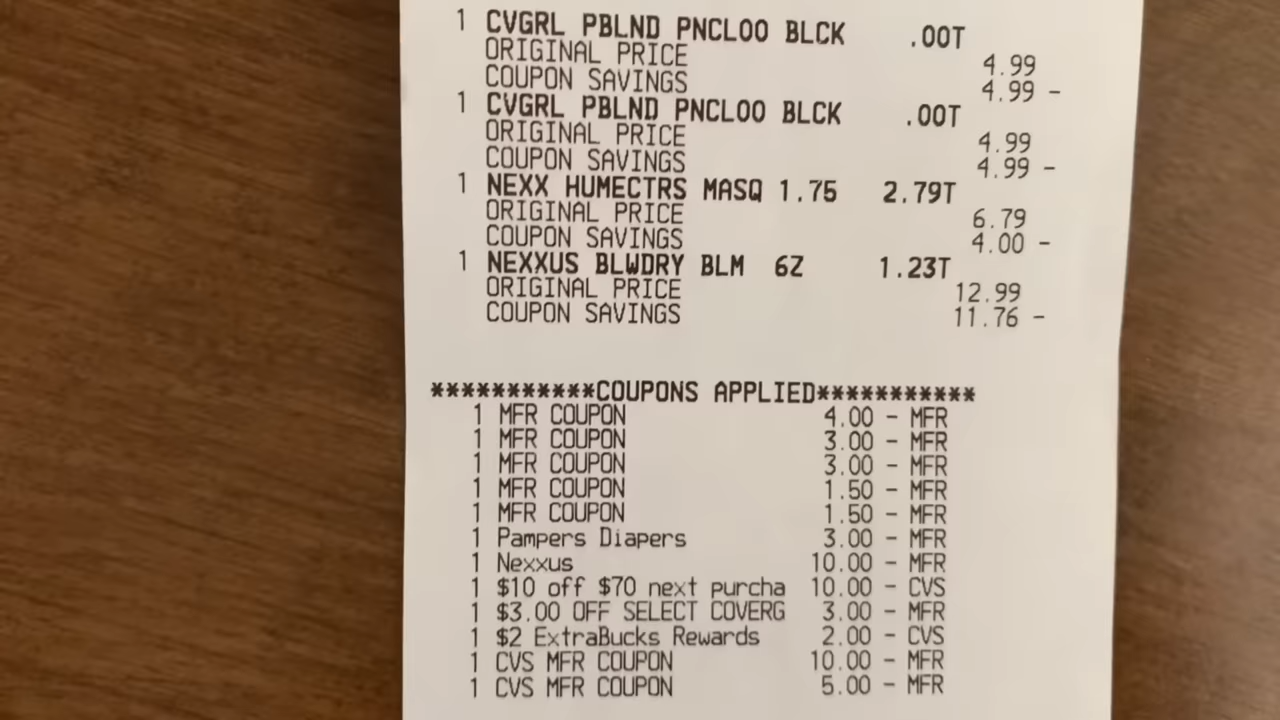 1 CVGRL PBLND PNCLOO BLCK .00T
ORIGINAL PRICE 4.99
COUPON SAVINGS 4.99 -
1 CVGRL PBLND PNCLOO BLCK .00T
ORIGINAL PRICE 4.99
COUPON SAVINGS 4.99 -
1 NEXX HUMECTRS MASQ 1.75 2.79T
ORIGINAL PRICE 6.79
COUPON SAVINGS 4.00 -
1 NEXXUS BLWDRY BLM 6Z 1.23T
ORIGINAL PRICE 12.99
COUPON SAVINGS 11.76 -
***********COUPONS APPLIED***********
1 MFR COUPON 4.00 - MFR
1 MFR COUPON 3.00 - MFR
1 MFR COUPON 3.00 - MFR
1 MFR COUPON 1.50 - MFR
1 MFR COUPON 1.50 - MFR
1 Pampers Diapers 3.00 - MFR
1 Nexxus 10.00 - MFR
1 $10 off $70 next purcha 10.00 - CVS
1 $3.00 OFF SELECT COVERG 3.00 - MFR
1 $2 ExtraBucks Rewards 2.00 - CVS
1 CVS MFR COUPON 10.00 - MFR
1 CVS MFR COUPON 5.00 - MFR